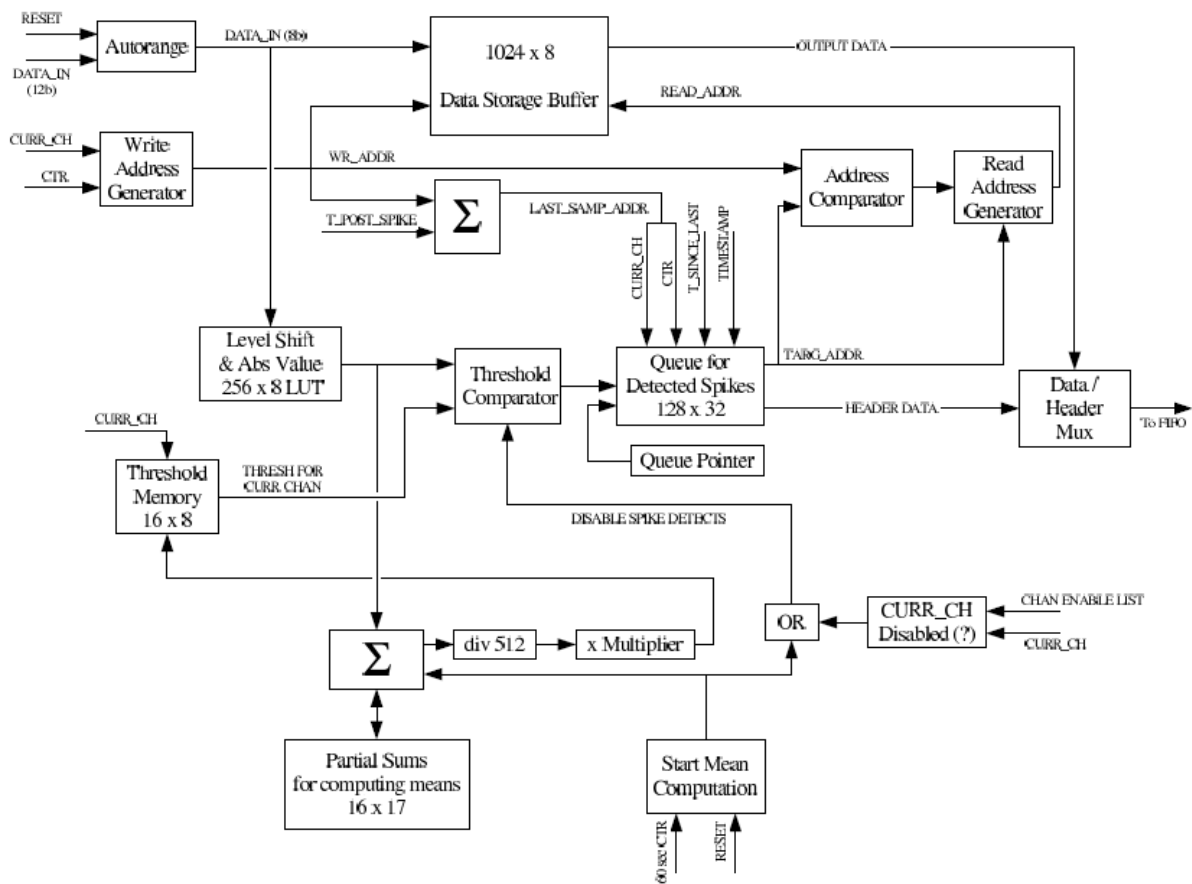 RESET
Autorange
DATA_IN (8b)
DATA_IN
(12b)
1024 x 8
Data Storage Buffer
OUTPUT DATA
READ_ADDR
CURR_CH
CTR
Write
Address
Generator
WR_ADDR
Address
Comparator
Read
Address
Generator
T_POST_SPIKE
Σ
LAST_SAMP_ADDR
CURR_CH
CTR
T_SINCE_LAST
TIMESTAMP
Level Shift
& Abs Value
256 x 8 LUT
Threshold
Comparator
Queue for
Detected Spikes
128 x 32
TARG_ADDR
HEADER DATA
Data /
Header
Mux
To FIFO
Queue Pointer
CURR_CH
Threshold
Memory
16 x 8
THRESH FOR
CURR CHAN
DISABLE SPIKE DETECTS
Σ
div 512
x Multiplier
OR
CURR_CH
Disabled (?)
CHAN ENABLE LIST
CURR_CH
Partial Sums
for computing means
16 x 17
Start Mean
Computation
60 sec CTR
RESET